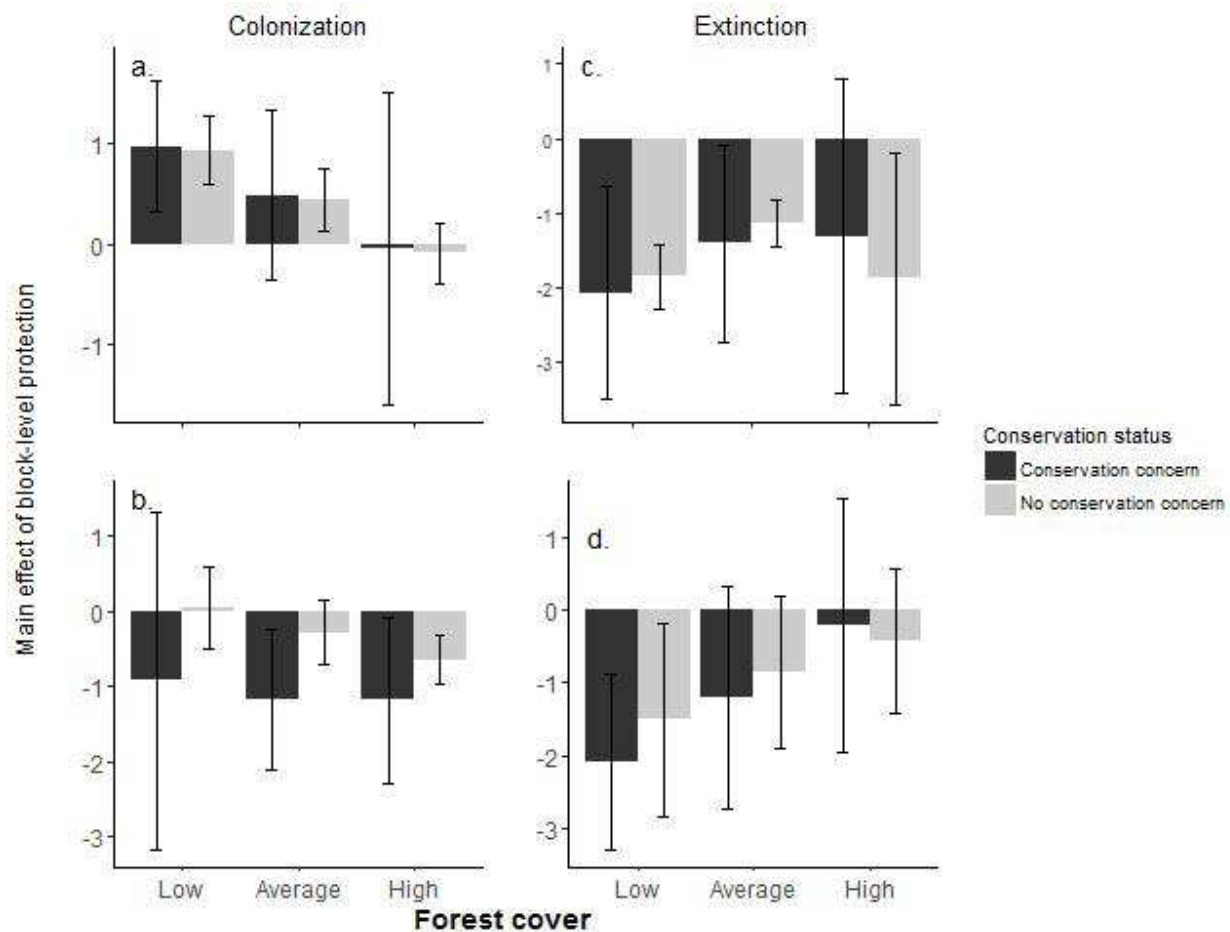 Colonization
Extinction
a.
1
0
-1
c.
1
0
-1
-2
-3
Main effect of block-level protection
Conservation status
Conservation concern
No conservation concern
b.
1
0
-1
-2
-3
d.
1
0
-1
-2
-3
Low Average High
Low Average High
Forest cover